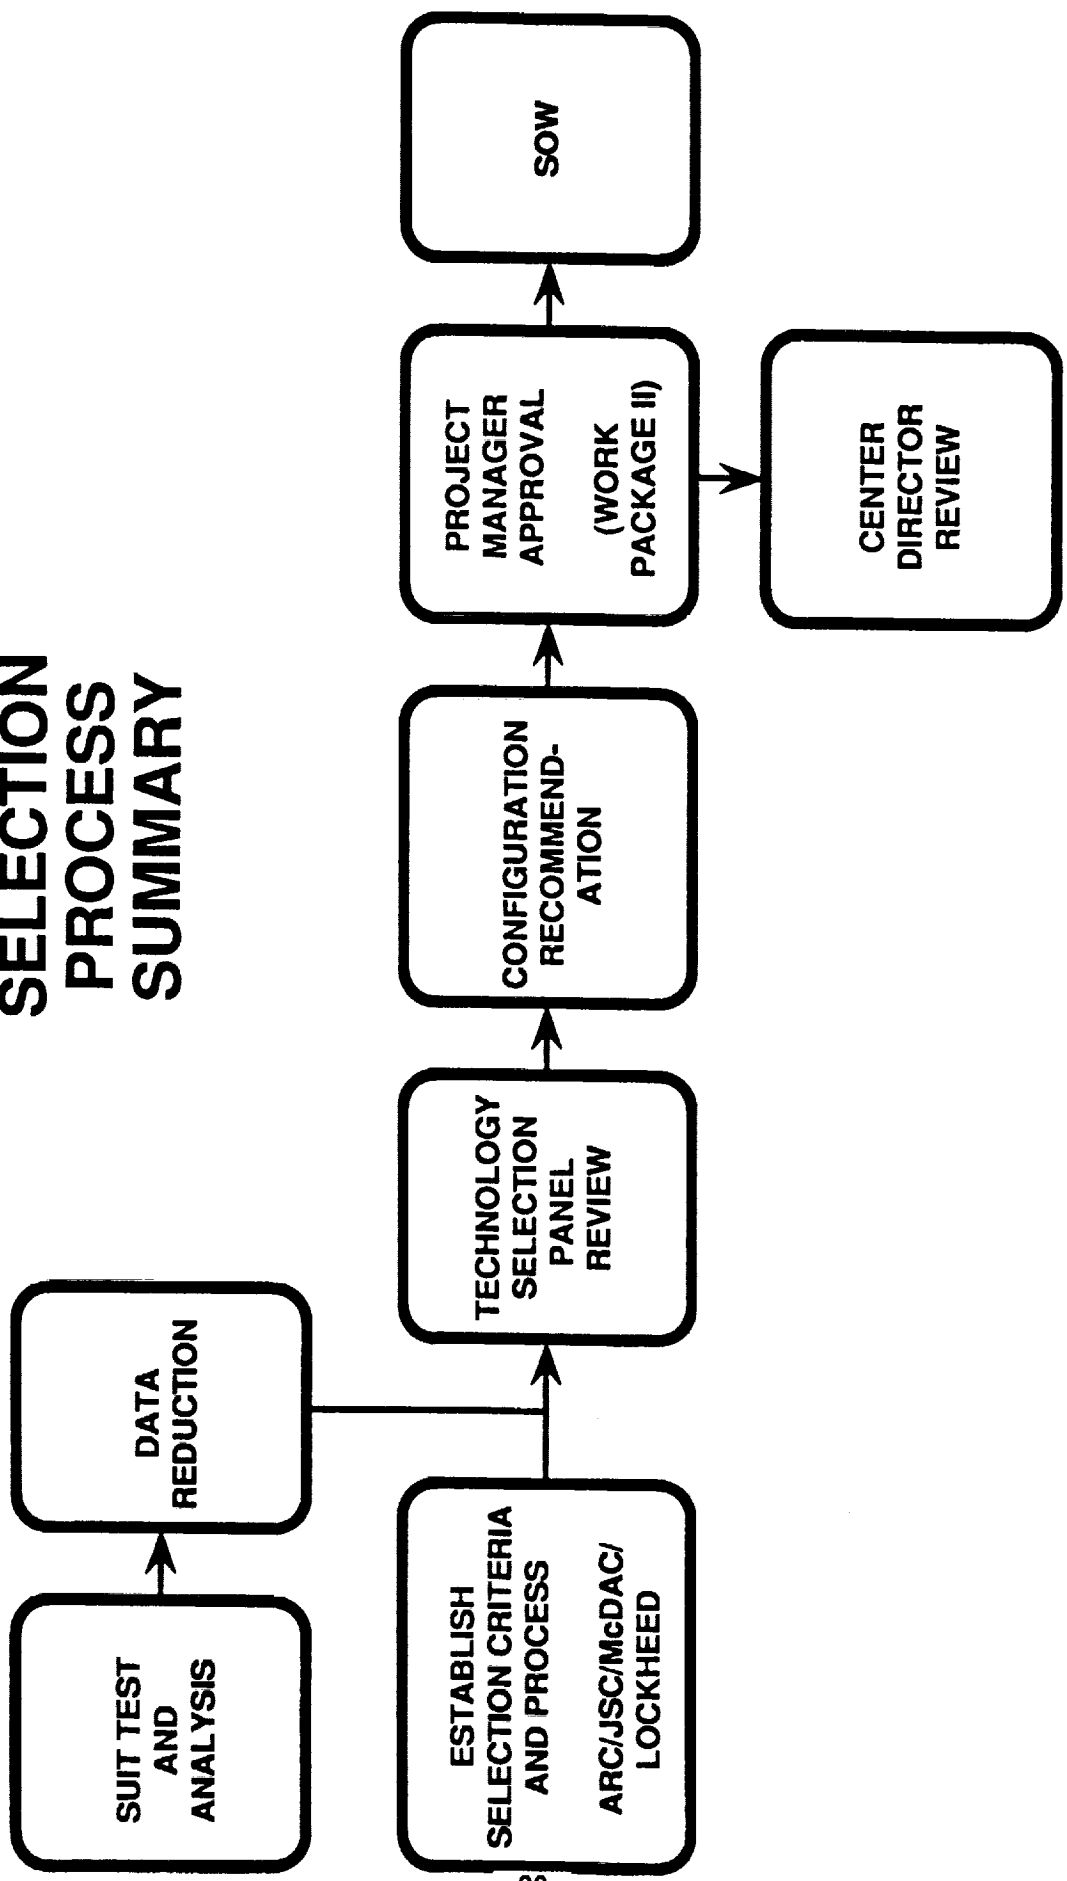 SELECTION
PROCESS
SUMMARY
SUIT TEST
AND
ANALYSIS
DATA
REDUCTION
ESTABLISH
SELECTION CRITERIA
AND PROCESS
ARC/JSC/McDAC/
LOCKHEED
TECHNOLOGY
SELECTION
PANEL
REVIEW
CONFIGURATION
RECOMMEND-
ATION
PROJECT
MANAGER
APPROVAL
(WORK
PACKAGE II)
SOW
CENTER
DIRECTOR
REVIEW